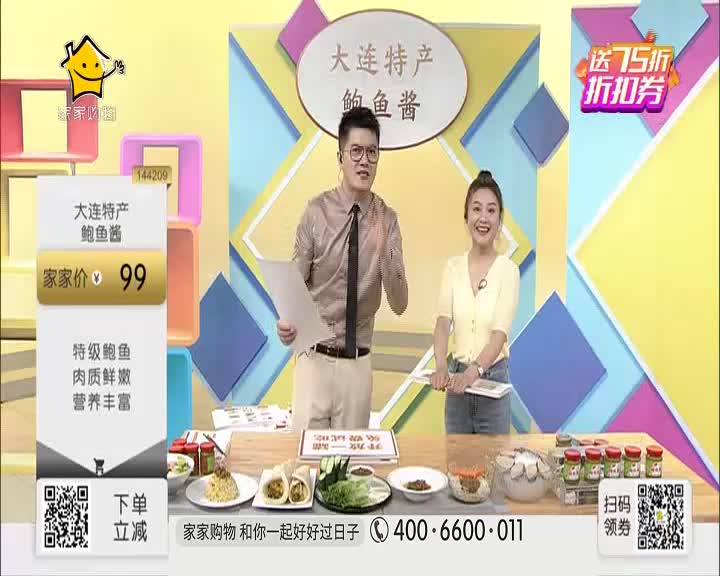 家家购物
大连特产
鲍鱼酱
送75折
折扣券
144209
大连特产
鲍鱼酱
家家价 ¥ 99
特级鲍鱼
肉质鲜嫩
营养丰富
下单
立减
家家购物 和你一起好好过日子
400·6600·011
扫码
领券